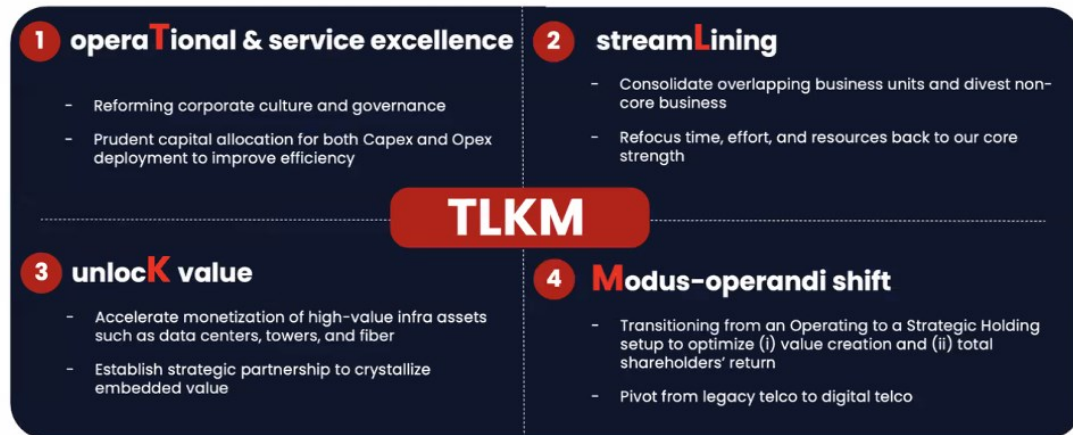 1 operaTional & service excellence
- Reforming corporate culture and governance
- Prudent capital allocation for both Capex and Opex
deployment to improve efficiency
2 streamLining
- Consolidate overlapping business units and divest non-
core business
- Refocus time, effort, and resources back to our core
strength
TLKM
3 unlocK value
- Accelerate monetization of high-value infra assets
such as data centers, towers, and fiber
- Establish strategic partnership to crystallize
embedded value
4 Modus-operandi shift
- Transitioning from an Operating to a Strategic Holding
setup to optimize (i) value creation and (ii) total
shareholders’ return
- Pivot from legacy telco to digital telco